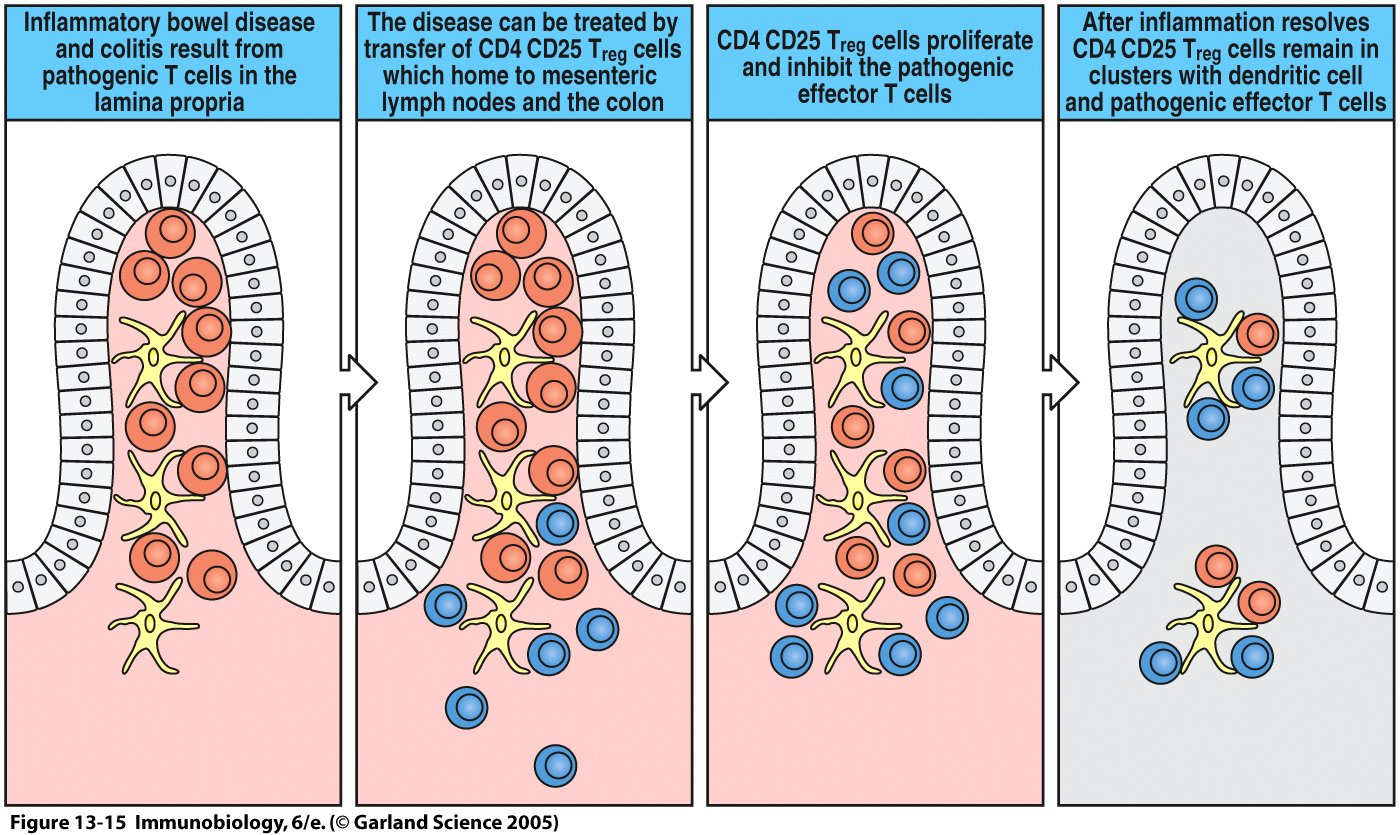 Inflammatory bowel disease
and colitis result from
pathogenic T cells in the
lamina propria
The disease can be treated by
transfer of CD4 CD25 Treg cells
which home to mesenteric
lymph nodes and the colon
CD4 CD25 Treg cells proliferate
and inhibit the pathogenic
effector T cells
After inflammation resolves
CD4 CD25 Treg cells remain in
clusters with dendritic cell
and pathogenic effector T cells
Figure 13-15 Immunobiology, 6/e. (© Garland Science 2005)